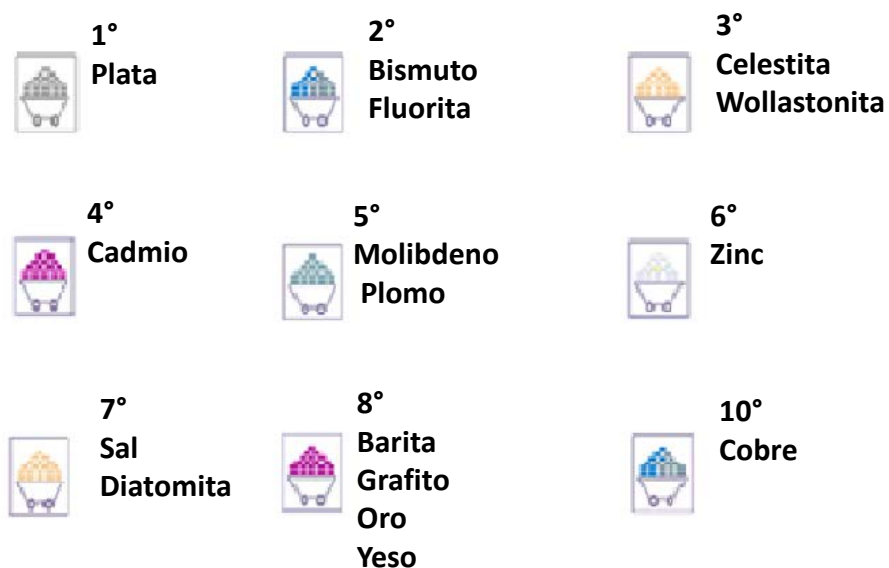 1°
Plata
2°
Bismuto
Fluorita
3°
Celestita
Wollastonita
4°
Cadmio
5°
Molibdeno
Plomo
6°
Zinc
7°
Sal
Diatomita
8°
Barita
Grafito
Oro
Yeso
10°
Cobre